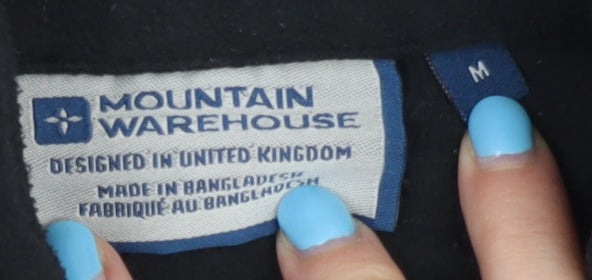 MOUNTAIN
WAREHOUSE
DESIGNED IN UNITED KINGDOM
MADE IN BANGLADESH
FABRIQUÉ AU BANGLADESH
M